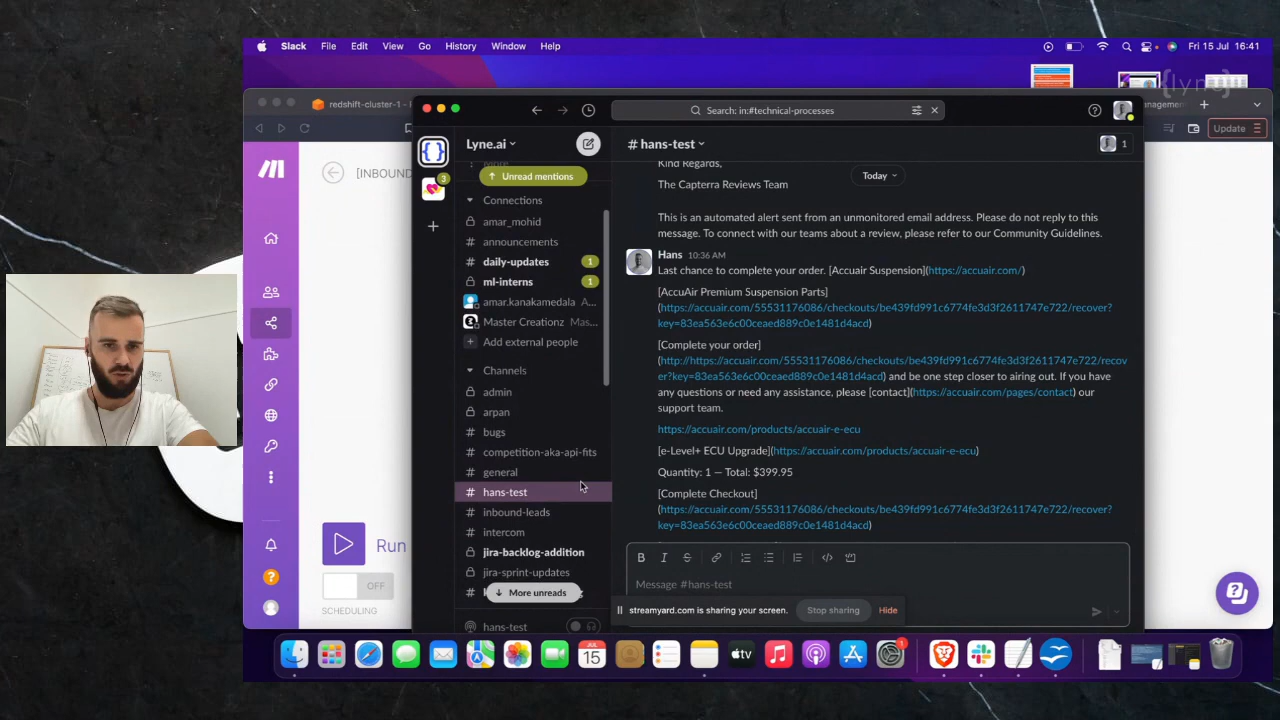 Slack File Edit View Go History Window Help
Fri 15 Jul 16:41
{lyne}
redshift-cluster-1 -
Update
Search: in:#technical-processes
Lyne.ai
# hans-test
1
3
More
Unread mentions
Connections
amar_mohid
# announcements
# daily-updates 1
ml-interns 1
amar.kanakamedala A...
Master Creationz Mas...
+ Add external people
Channels
# admin
# arpan
# bugs
# competition-aka-api-fits
# general
# hans-test
# inbound-leads
# intercom
jira-backlog-addition
# jira-sprint-updates
More unreads
hans-test
Kind Regards,
Today
The Capterra Reviews Team
This is an automated alert sent from an unmonitored email address. Please do not reply to this
message. To connect with our teams about a review, please refer to our Community Guidelines.
Hans 10:36 AM
Last chance to complete your order. [Accuair Suspension](https://accuair.com/)
[AccuAir Premium Suspension Parts]
(https://accuair.com/55531176086/checkouts/be439fd991c6774fe3d3f2611747e722/recover?
key=83ea563e6c00ceaed889c0e1481d4acd)
[Complete your order]
(http://https://accuair.com/55531176086/checkouts/be439fd991c6774fe3d3f2611747e722/recov
er?key=83ea563e6c00ceaed889c0e1481d4acd) and be one step closer to airing out. If you have
any questions or need any assistance, please [contact](https://accuair.com/pages/contact) our
support team.
https://accuair.com/products/accuair-e-ecu
[e-Level+ ECU Upgrade](https://accuair.com/products/accuair-e-ecu)
Quantity: 1 — Total: $399.95
[Complete Checkout]
(https://accuair.com/55531176086/checkouts/be439fd991c6774fe3d3f2611747e722/recover?
key=83ea563e6c00ceaed889c0e1481d4acd)
Message #hans-test
streamyard.com is sharing your screen.
Stop sharing
Hide
[INBOUND
Run
OFF
SCHEDULING
JUL
15
tv
1